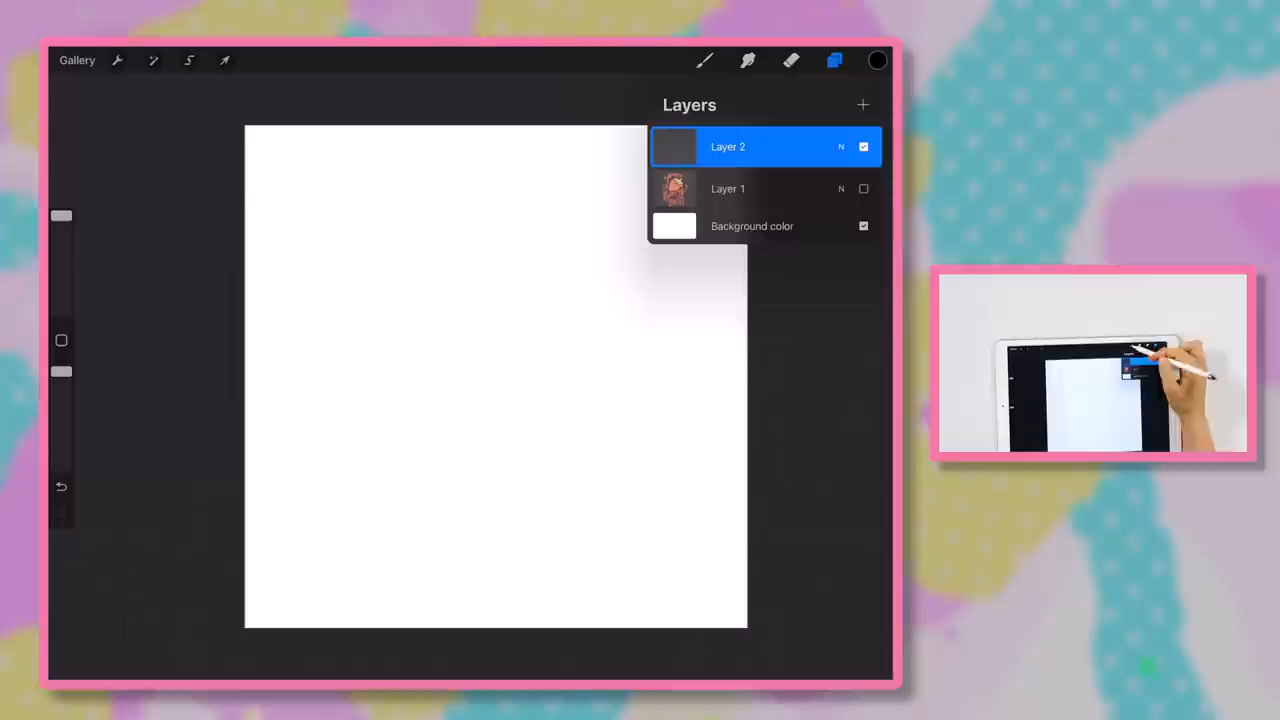 Gallery
Layers
Layer 2 N
Layer 1 N
Background color